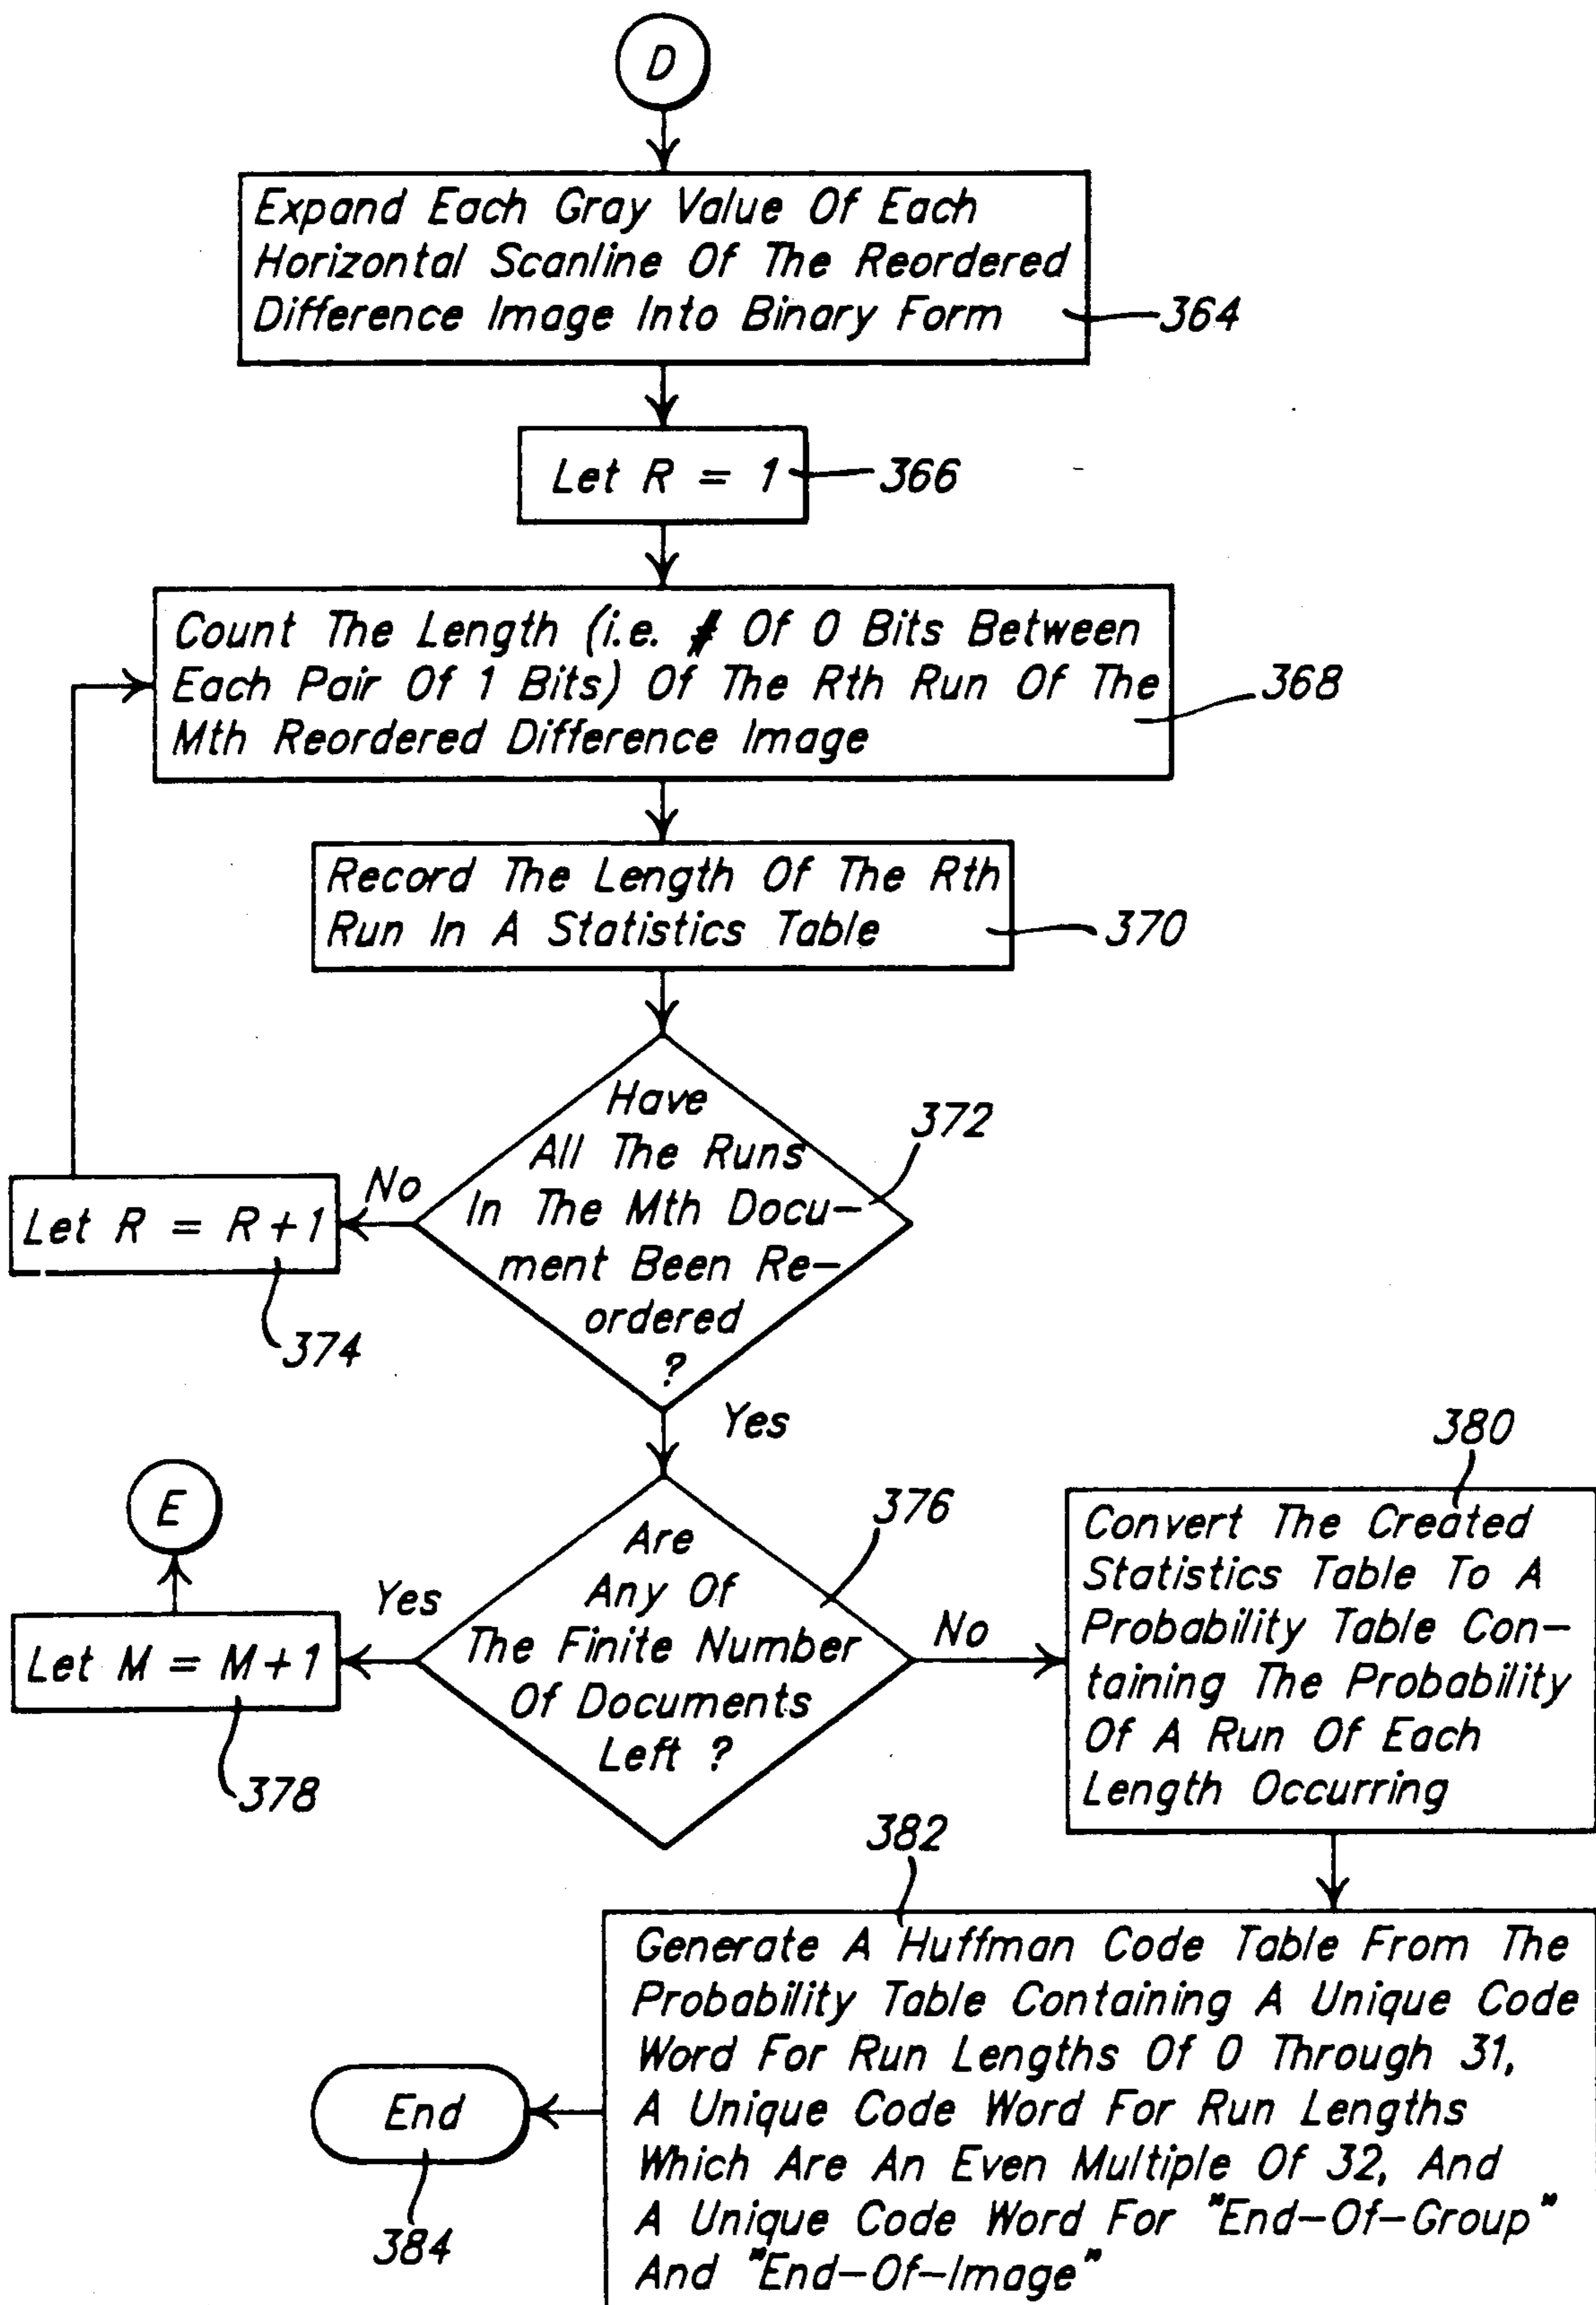 D
Expand Each Gray Value Of Each
Horizontal Scanline Of The Reordered
Difference Image Into Binary Form
364
Let R = 1
366
Count The Length (i.e. # Of 0 Bits Between
Each Pair Of 1 Bits) Of The Rth Run Of The
Mth Reordered Difference Image
368
Record The Length Of The Rth
Run In A Statistics Table
370
Have
All The Runs
In The Mth Docu-
ment Been Re-
ordered
?
372
No
Let R = R+1
374
Yes
E
Are
Any Of
The Finite Number
Of Documents
Left ?
376
Yes
Let M = M+1
378
No
380
Convert The Created
Statistics Table To A
Probability Table Con-
taining The Probability
Of A Run Of Each
Length Occurring
382
Generate A Huffman Code Table From The
Probability Table Containing A Unique Code
Word For Run Lengths Of 0 Through 31,
A Unique Code Word For Run Lengths
Which Are An Even Multiple Of 32, And
A Unique Code Word For "End-Of-Group"
And "End-Of-Image"
End
384